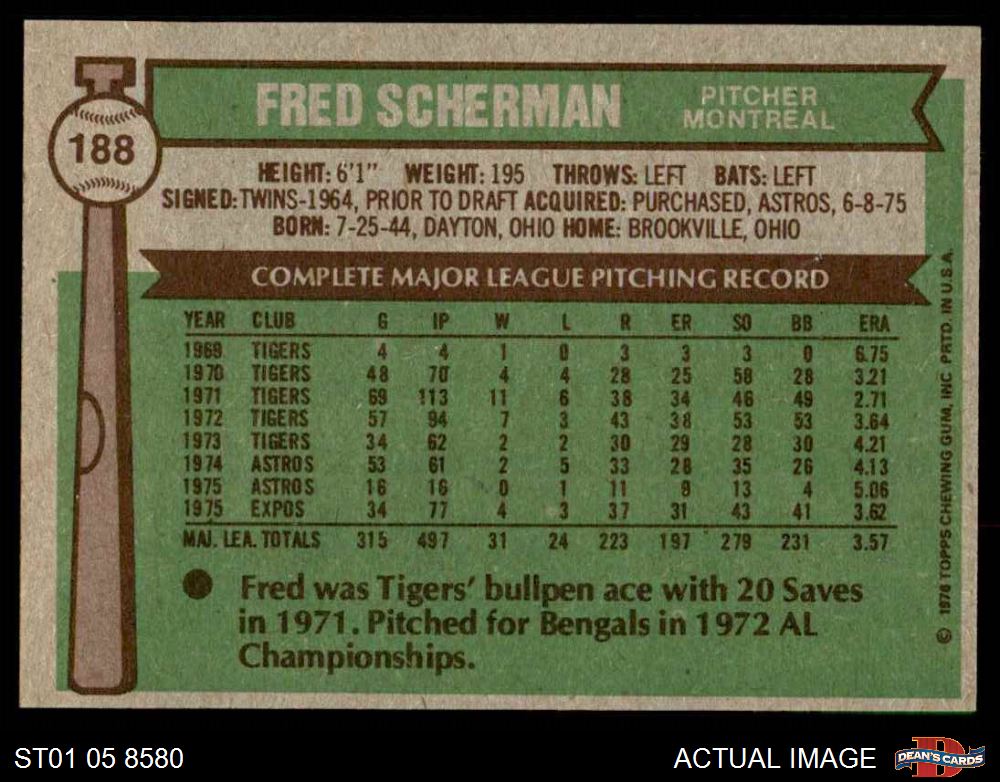 188
FRED SCHERMAN
PITCHER
MONTREAL
HEIGHT: 6'1" WEIGHT: 195 THROWS: LEFT BATS: LEFT
SIGNED: TWINS-1964, PRIOR TO DRAFT ACQUIRED: PURCHASED, ASTROS, 6-8-75
BORN: 7-25-44, DAYTON, OHIO HOME: BROOKVILLE, OHIO
COMPLETE MAJOR LEAGUE PITCHING RECORD
YEAR CLUB G IP W L R ER SO BB ERA
1969 TIGERS 4 4 1 0 3 3 3 0 6.75
1970 TIGERS 48 70 4 4 28 25 58 28 3.21
1971 TIGERS 69 113 11 6 38 34 46 49 2.71
1972 TIGERS 57 94 7 3 43 38 53 53 3.64
1973 TIGERS 34 62 2 2 30 29 28 30 4.21
1974 ASTROS 53 61 2 5 33 28 35 26 4.13
1975 ASTROS 16 16 0 1 11 9 13 4 5.06
1975 EXPOS 34 77 4 3 37 31 43 41 3.62
MAJ. LEA. TOTALS 315 497 31 24 223 197 279 231 3.57
Fred was Tigers' bullpen ace with 20 Saves
in 1971. Pitched for Bengals in 1972 AL
Championships.
© 1976 TOPPS CHEWING GUM, INC PRTD. IN U.S.A.
ST01 05 8580
ACTUAL IMAGE
D
DEAN'S CARDS